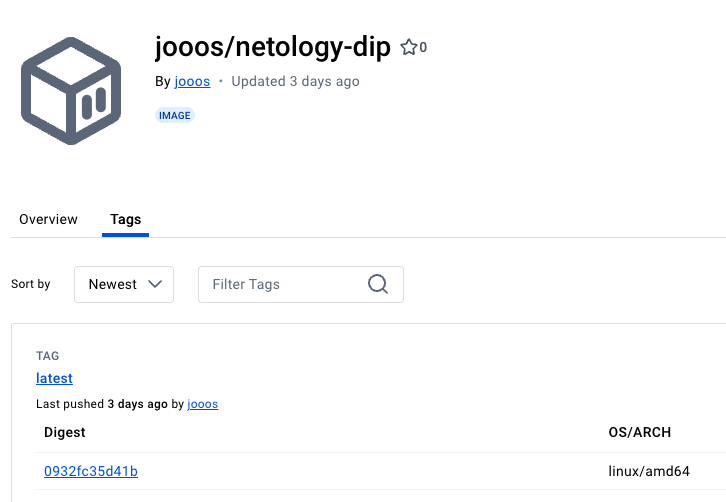 jooos/netology-dip ☆0
By jooos • Updated 3 days ago
IMAGE
Overview Tags
Sort by Newest Filter Tags
TAG
latest
Last pushed 3 days ago by jooos
Digest OS/ARCH
0932fc35d41b linux/amd64